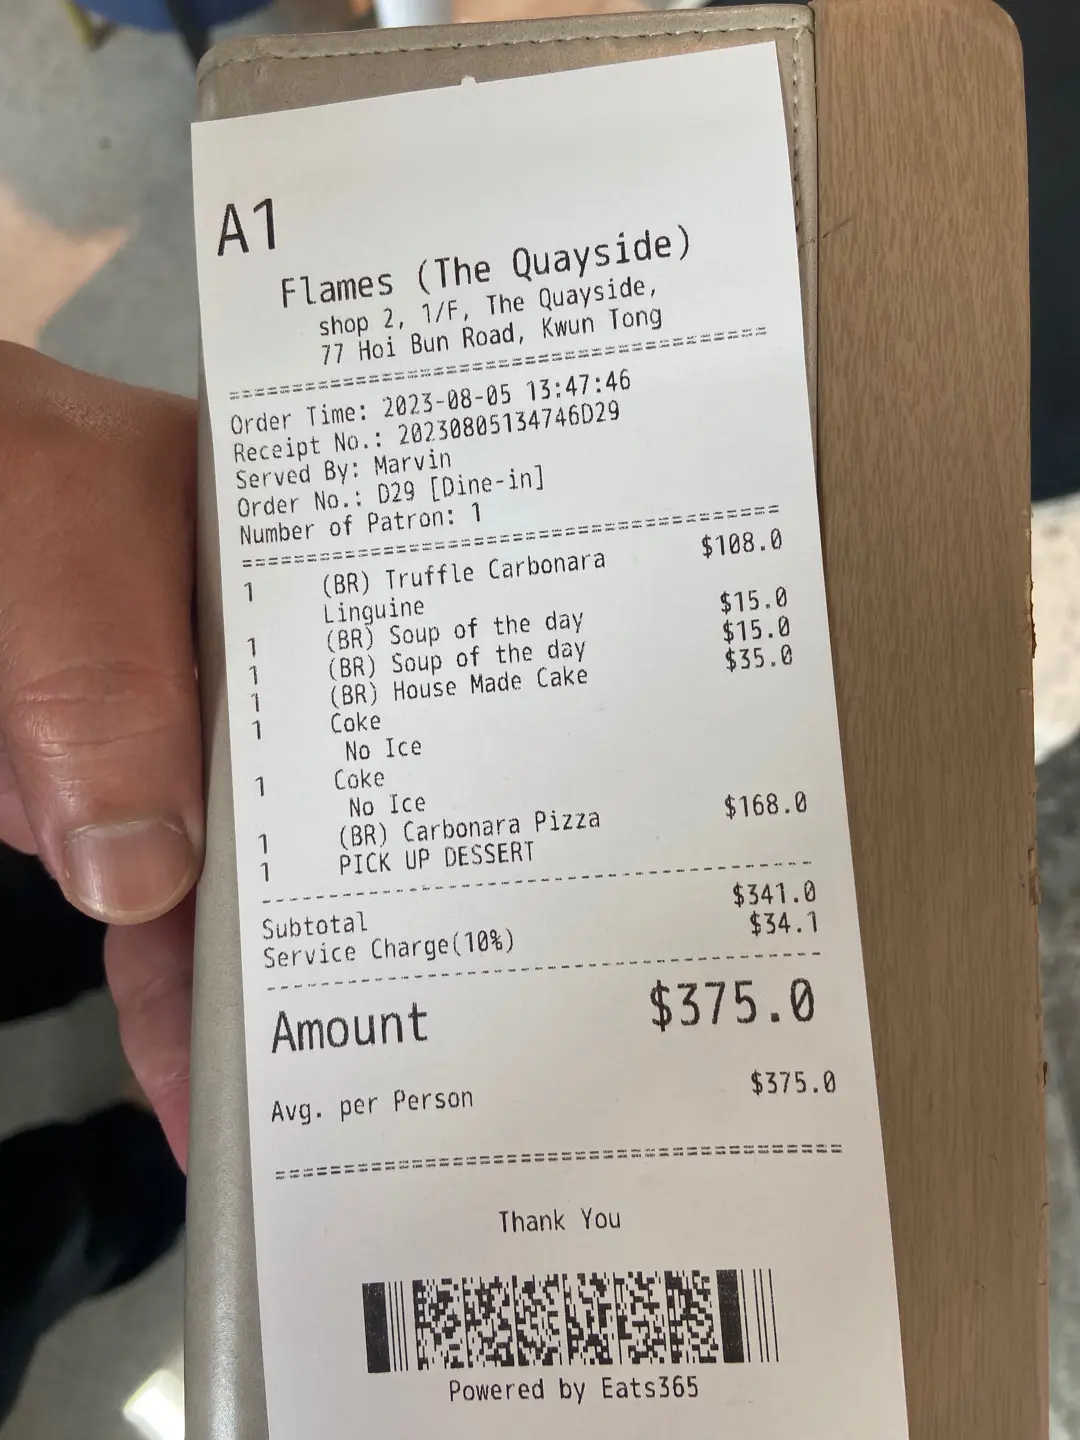 A1
Flames (The Quayside)
shop 2, 1/F, The Quayside,
77 Hoi Bun Road, Kwun Tong
Order Time: 2023-08-05 13:47:46
Receipt No.: 20230805134746D29
Served By: Marvin
Order No.: D29 [Dine-in]
Number of Patron: 1
1 (BR) Truffle Carbonara $108.0
Linguine
1 (BR) Soup of the day $15.0
1 (BR) Soup of the day $15.0
1 (BR) House Made Cake $35.0
1 Coke
No Ice
1 Coke
No Ice
1 (BR) Carbonara Pizza $168.0
1 PICK UP DESSERT
Subtotal $341.0
Service Charge(10%) $34.1
Amount $375.0
Avg. per Person $375.0
Thank You
Powered by Eats365